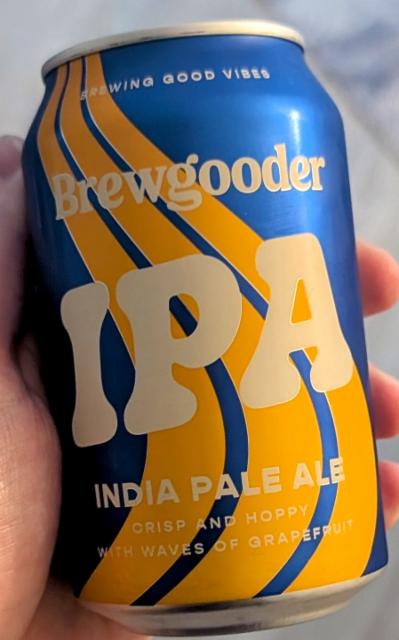 BREWING GOOD VIBES
Brewgooder
IPA
INDIA PALE ALE
CRISP AND HOPPY
WITH WAVES OF GRAPEFRUIT